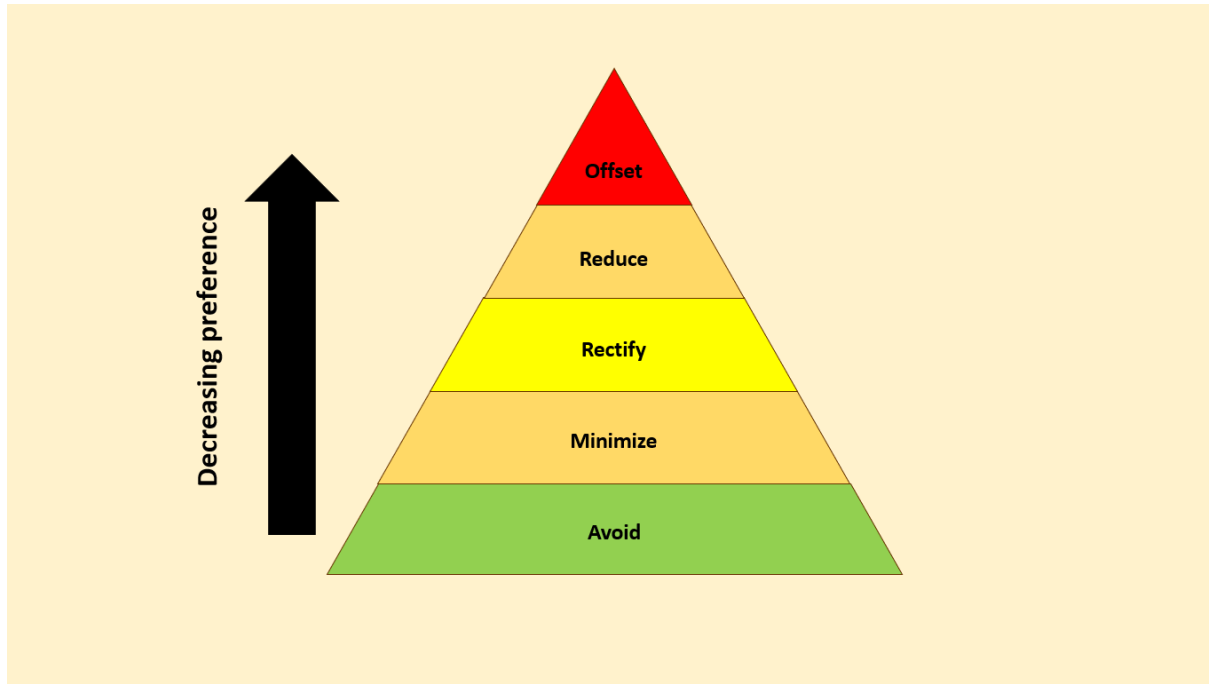 Decreasing preference
Offset
Reduce
Rectify
Minimize
Avoid